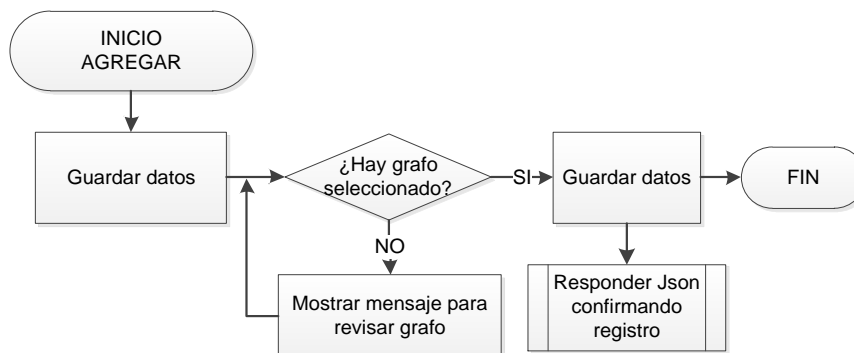 INICIO
AGREGAR
Guardar datos
¿Hay grafo
seleccionado?
SI
Guardar datos
FIN
NO
Mostrar mensaje para
revisar grafo
Responder Json
confirmando
registro